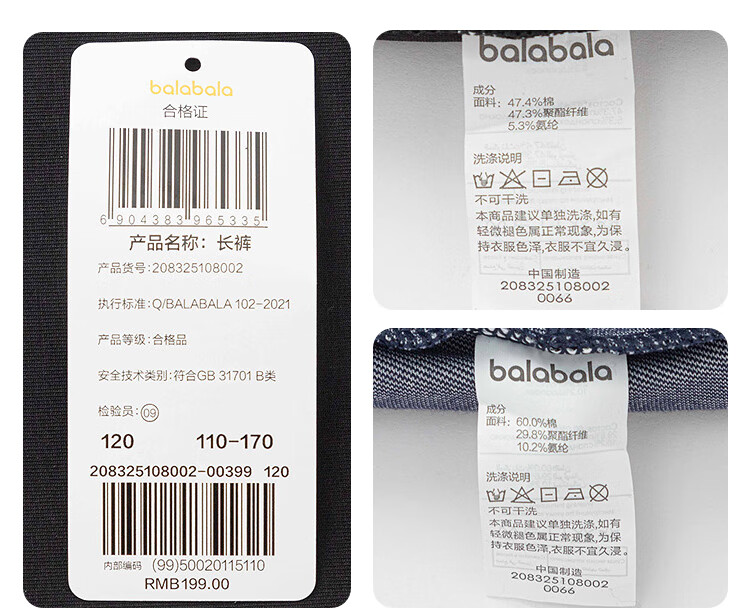 balabala
合格证
6904383965335
产品名称：长裤
产品货号:208325108002
执行标准:Q/BALABALA 102-2021
产品等级:合格品
安全技术类别:符合GB 31701 B类
检验员:09
120 110-170
208325108002-00399 120
内部编码 (99)50020115110
RMB199.00
balabala
成分
面料: 47.4%棉
47.3%聚酯纤维
5.3%氨纶
洗涤说明
不可干洗
本商品建议单独洗涤,如有
轻微褪色属正常现象,为保
持衣服色泽,衣服不宜久浸。
中国制造
208325108002
0066
balabala
成分
面料: 60.0%棉
29.8%聚酯纤维
10.2%氨纶
洗涤说明
不可干洗
本商品建议单独洗涤,如有
轻微褪色属正常现象,为保
持衣服色泽,衣服不宜久浸。
中国制造
208325108002
0066